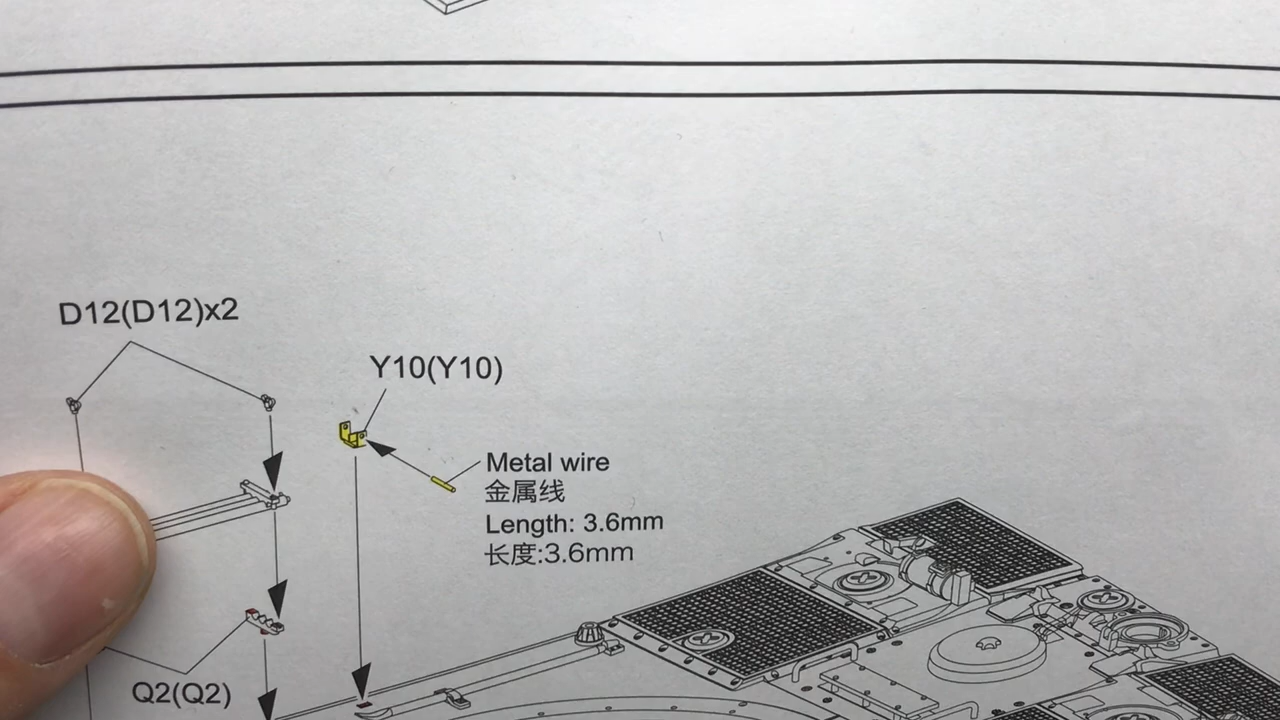 D12(D12)x2
Y10(Y10)
Metal wire
金属线
Length: 3.6mm
长度:3.6mm
Q2(Q2)